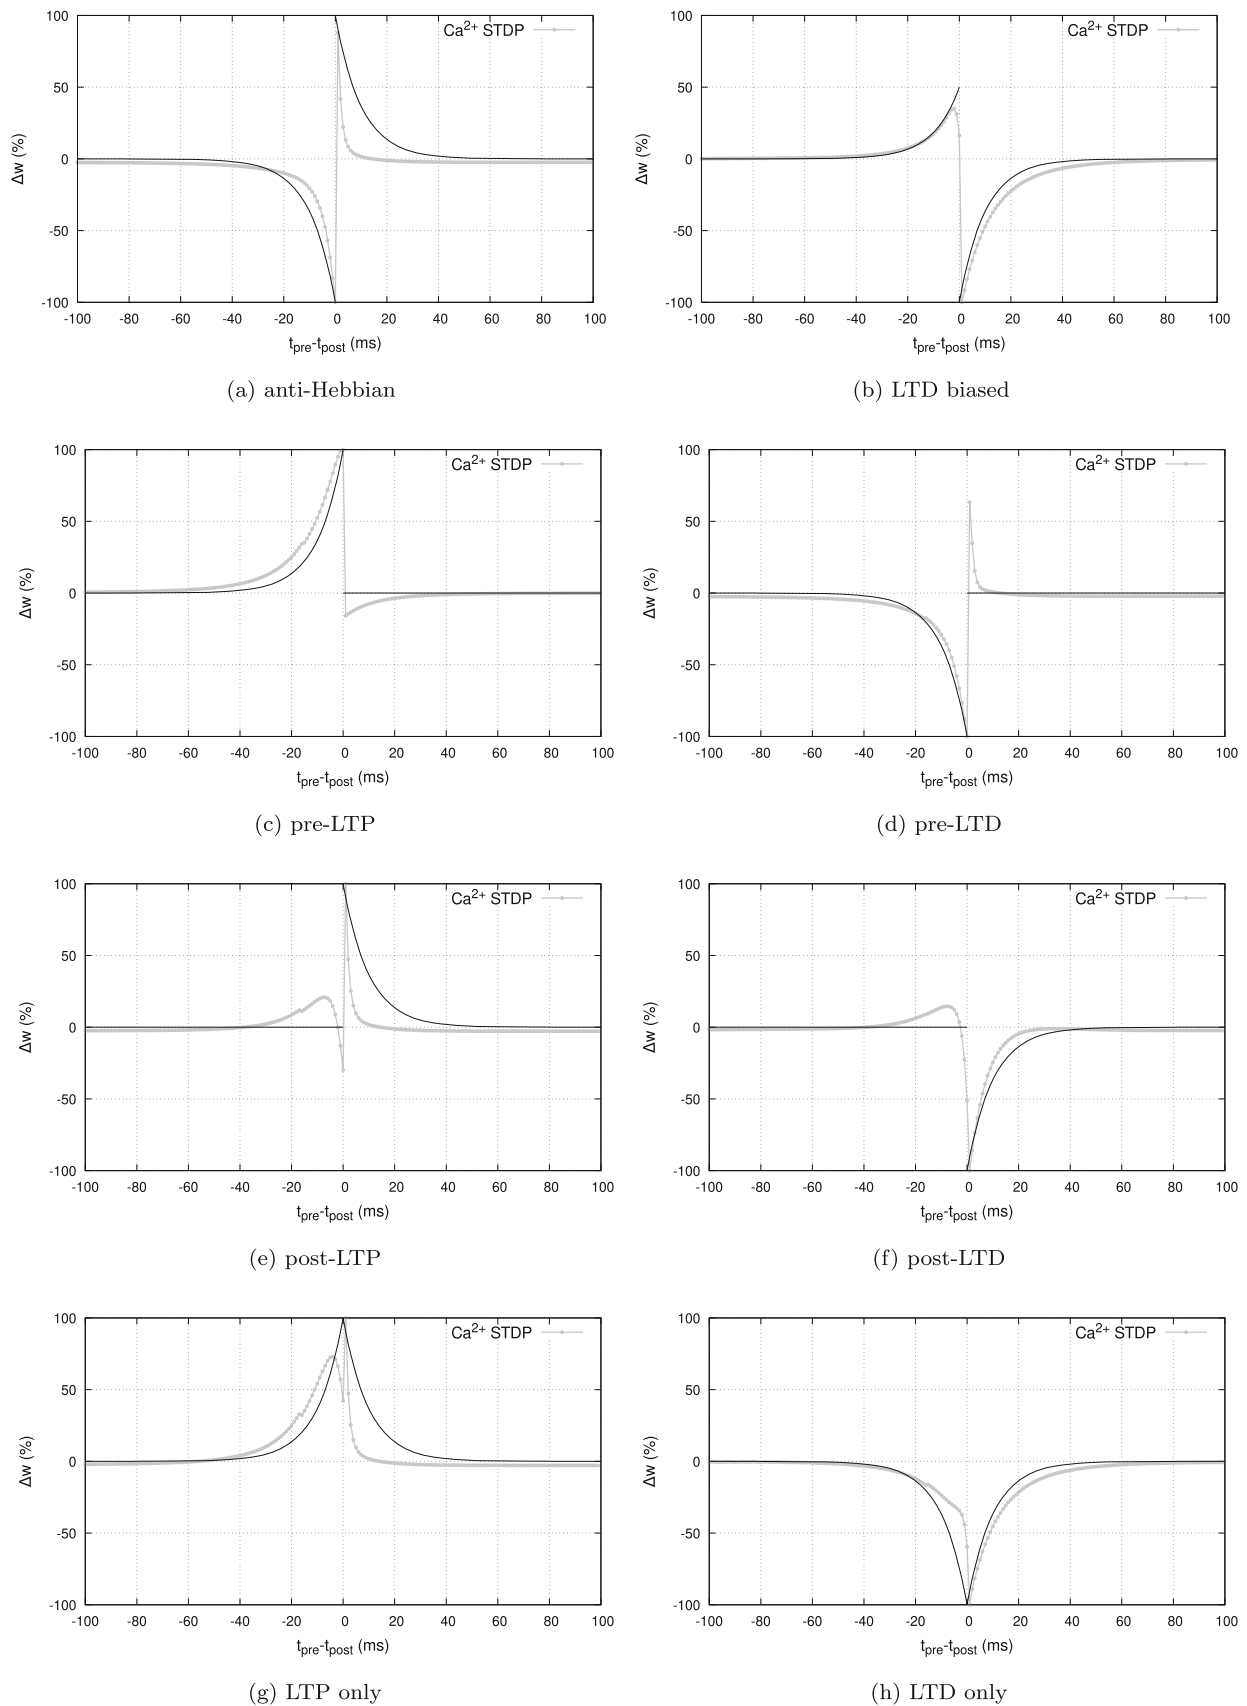 100
50
0
-50
-100
Δw (%)
Ca2+ STDP
-100 -80 -60 -40 -20 0 20 40 60 80 100
tpre-tpost (ms)
(a) anti-Hebbian
100
50
0
-50
-100
Δw (%)
Ca2+ STDP
-100 -80 -60 -40 -20 0 20 40 60 80 100
tpre-tpost (ms)
(b) LTD biased
100
50
0
-50
-100
Δw (%)
Ca2+ STDP
-100 -80 -60 -40 -20 0 20 40 60 80 100
tpre-tpost (ms)
(c) pre-LTP
100
50
0
-50
-100
Δw (%)
Ca2+ STDP
-100 -80 -60 -40 -20 0 20 40 60 80 100
tpre-tpost (ms)
(d) pre-LTD
100
50
0
-50
-100
Δw (%)
Ca2+ STDP
-100 -80 -60 -40 -20 0 20 40 60 80 100
tpre-tpost (ms)
(e) post-LTP
100
50
0
-50
-100
Δw (%)
Ca2+ STDP
-100 -80 -60 -40 -20 0 20 40 60 80 100
tpre-tpost (ms)
(f) post-LTD
100
50
0
-50
-100
Δw (%)
Ca2+ STDP
-100 -80 -60 -40 -20 0 20 40 60 80 100
tpre-tpost (ms)
(g) LTP only
100
50
0
-50
-100
Δw (%)
Ca2+ STDP
-100 -80 -60 -40 -20 0 20 40 60 80 100
tpre-tpost (ms)
(h) LTD only